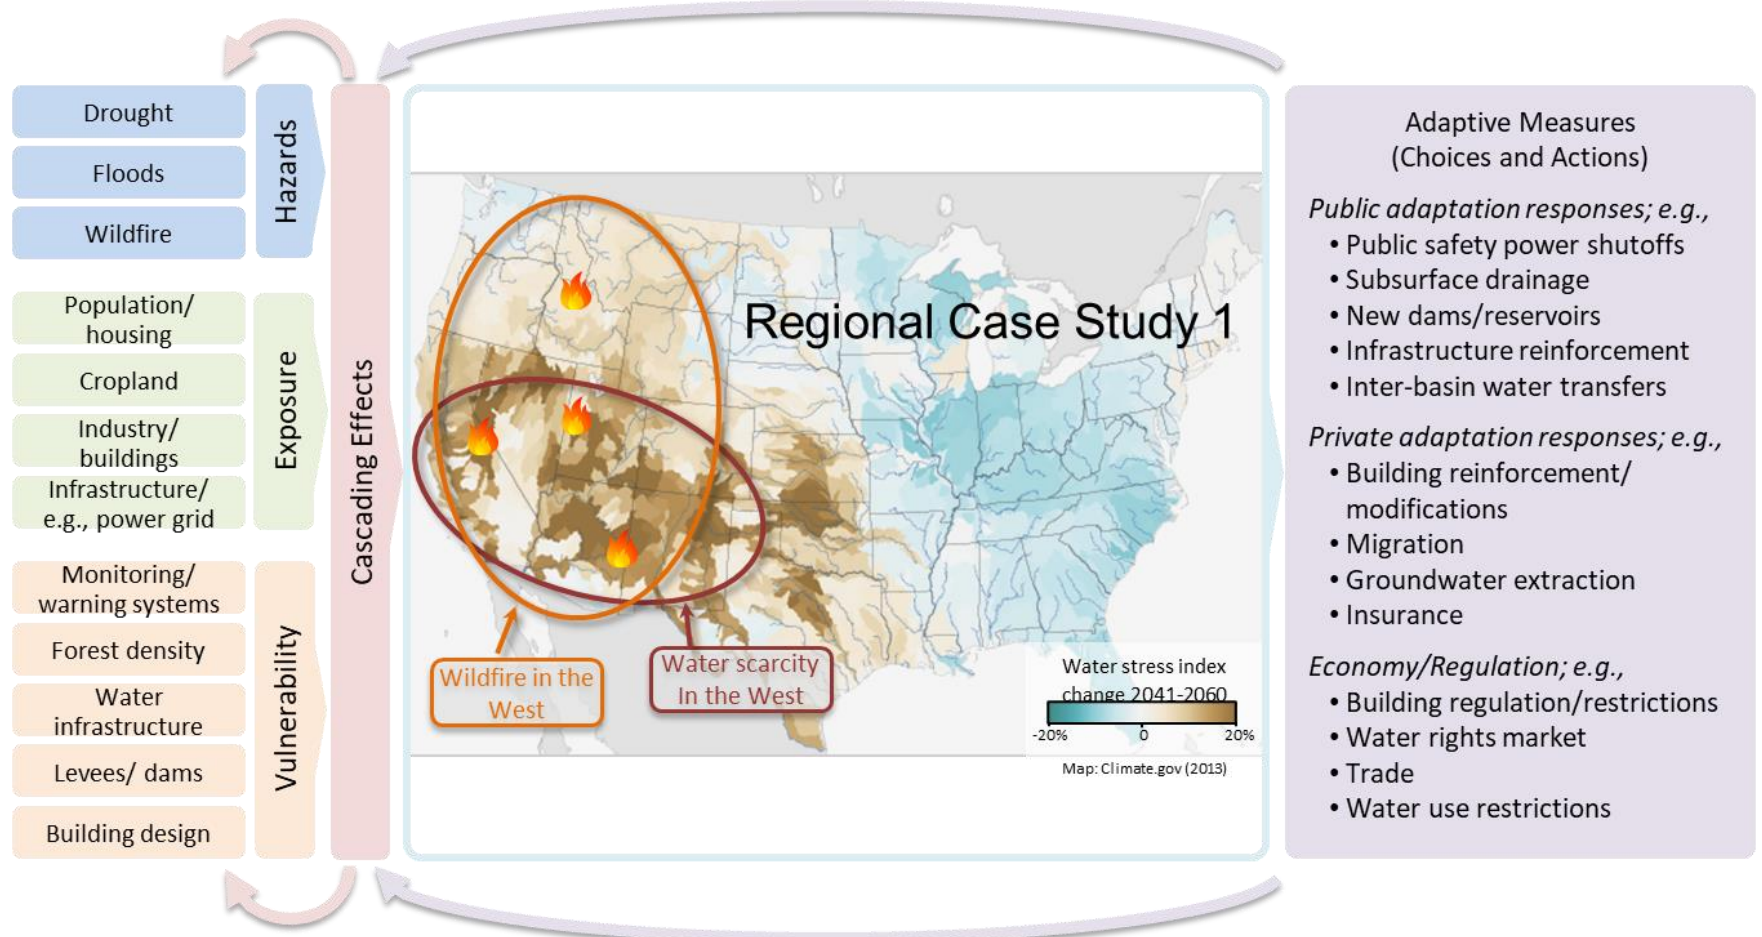 Drought
Floods
Wildfire
Hazards
Population/
housing
Cropland
Industry/
buildings
Infrastructure/
e.g., power grid
Exposure
Monitoring/
warning systems
Forest density
Water
infrastructure
Levees/ dams
Building design
Vulnerability
Cascading Effects
Regional Case Study 1
Wildfire in the
West
Water scarcity
In the West
Water stress index
change 2041-2060
-20%
0
20%
Map: Climate.gov (2013)
Adaptive Measures
(Choices and Actions)
Public adaptation responses; e.g.,
• Public safety power shutoffs
• Subsurface drainage
• New dams/reservoirs
• Infrastructure reinforcement
• Inter-basin water transfers
Private adaptation responses; e.g.,
• Building reinforcement/
modifications
• Migration
• Groundwater extraction
• Insurance
Economy/Regulation; e.g.,
• Building regulation/restrictions
• Water rights market
• Trade
• Water use restrictions